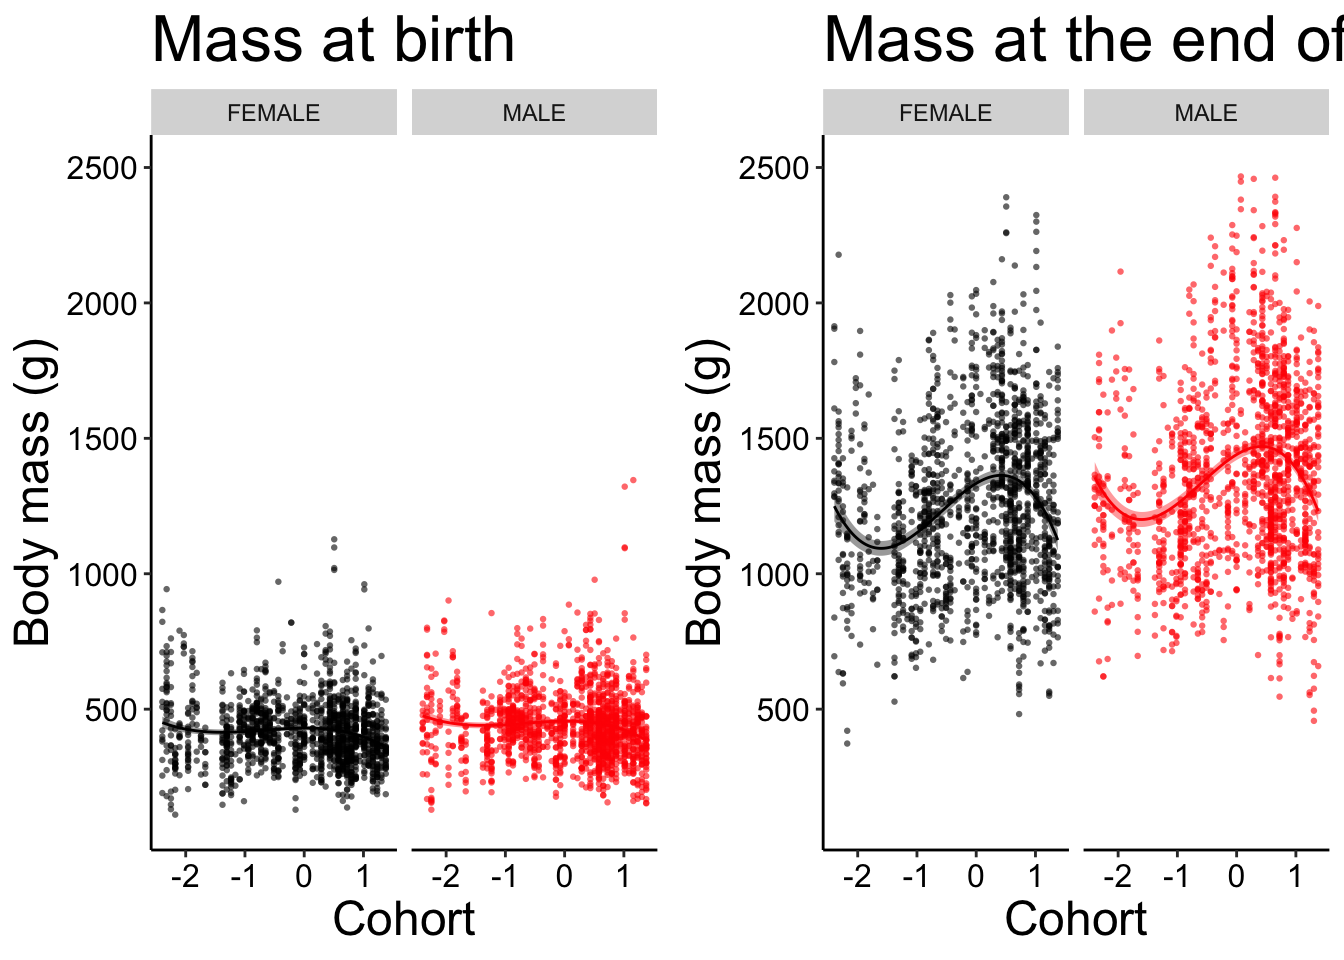 Mass at birth
FEMALE MALE
2500
2000
1500
1000
500
Body mass (g)
-2 -1 0 1 -2 -1 0 1
Cohort
Mass at the end of
FEMALE MALE
2500
2000
1500
1000
500
Body mass (g)
-2 -1 0 1 -2 -1 0 1
Cohort